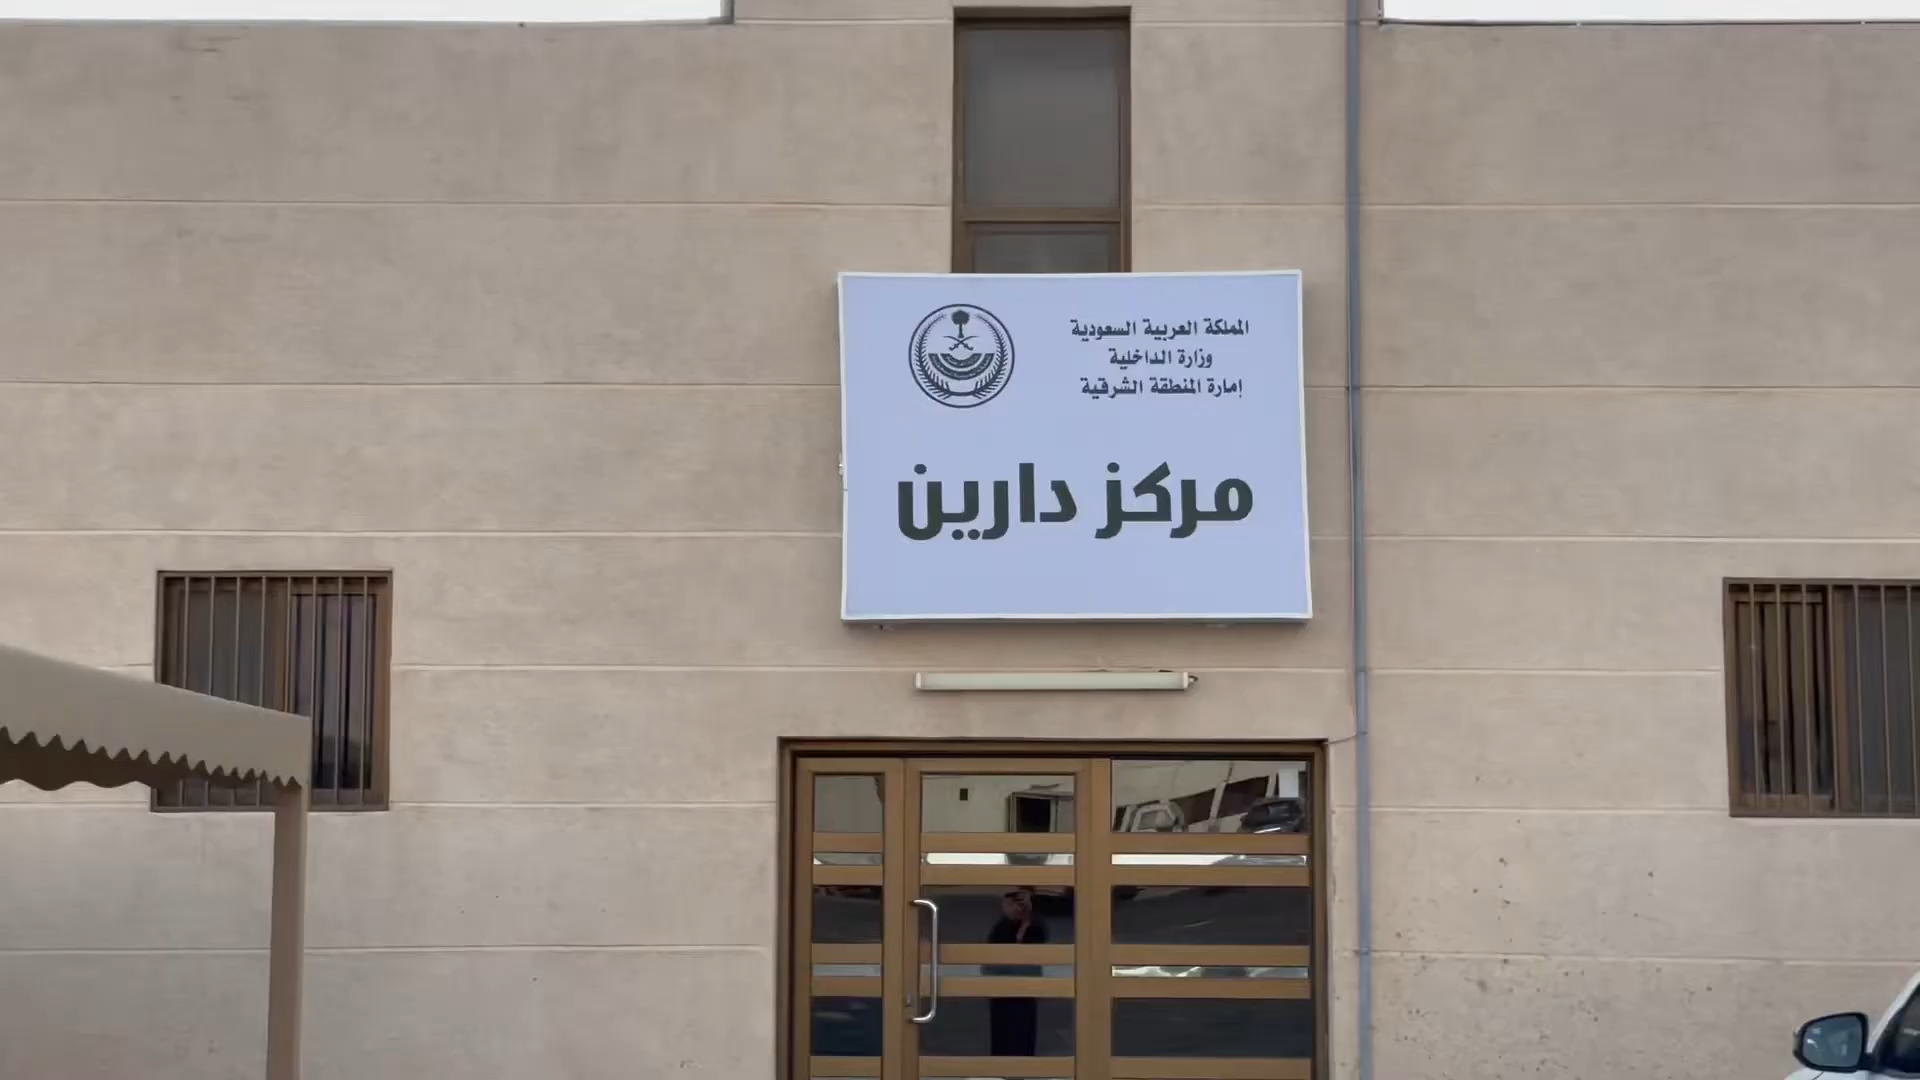 المملكة العربية السعودية
وزارة الداخلية
إمارة المنطقة الشرقية
مركز دارين